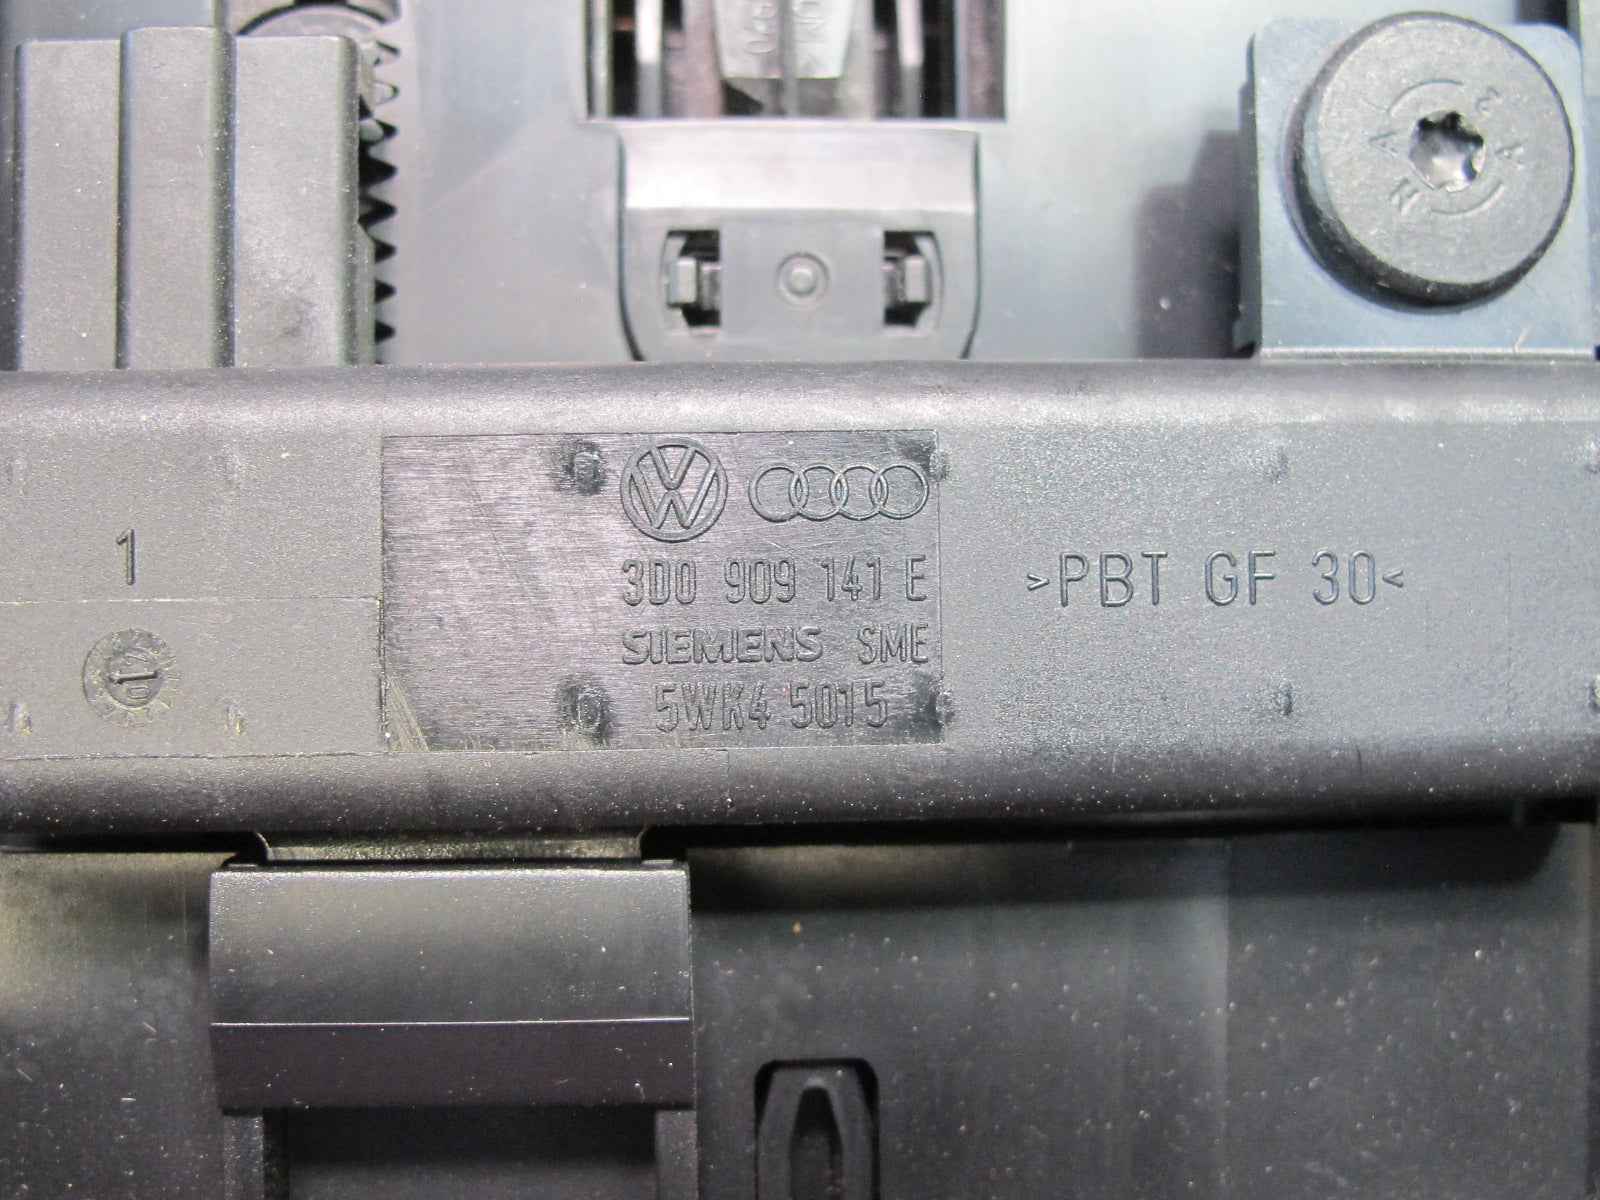 3D0 909 141 E
SIEMENS SME
5WK4 5015
>PBT GF 30<
1